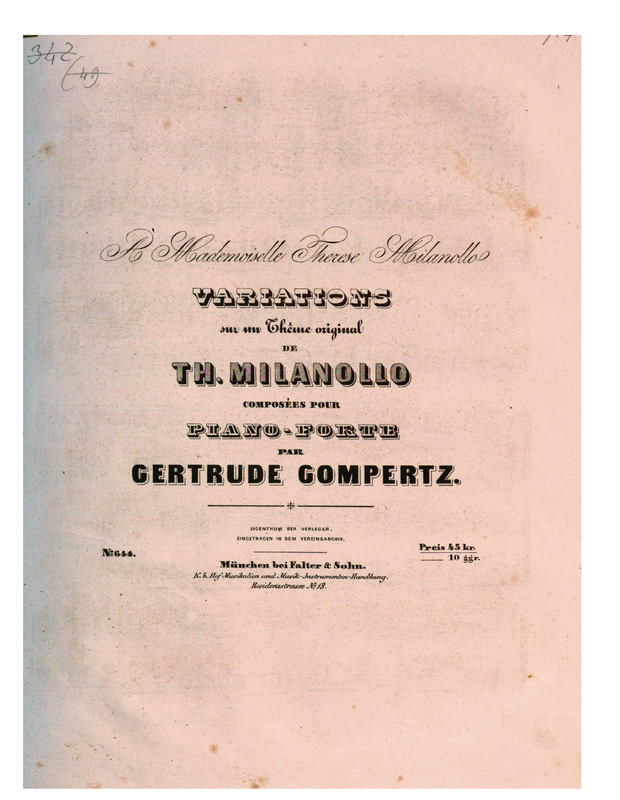 342
(49)
A Mademoiselle Therese Milanollo
VARIATIONS
sur un Thême original
DE
TH. MILANOLLO
COMPOSÉES POUR
PIANO-FORTE
PAR
GERTRUDE GOMPERTZ.
EIGENTHUM DER VERLEGER.
EINGETRAGEN IN DEM VEREINSARCHIV.
No. 644.
Preis 45 kr.
10 ggr.
München bei Falter & Sohn.
K. b. Hof Musikalien und Musik-Instrumenten-Handlung.
Residenzstrasse No. 13.